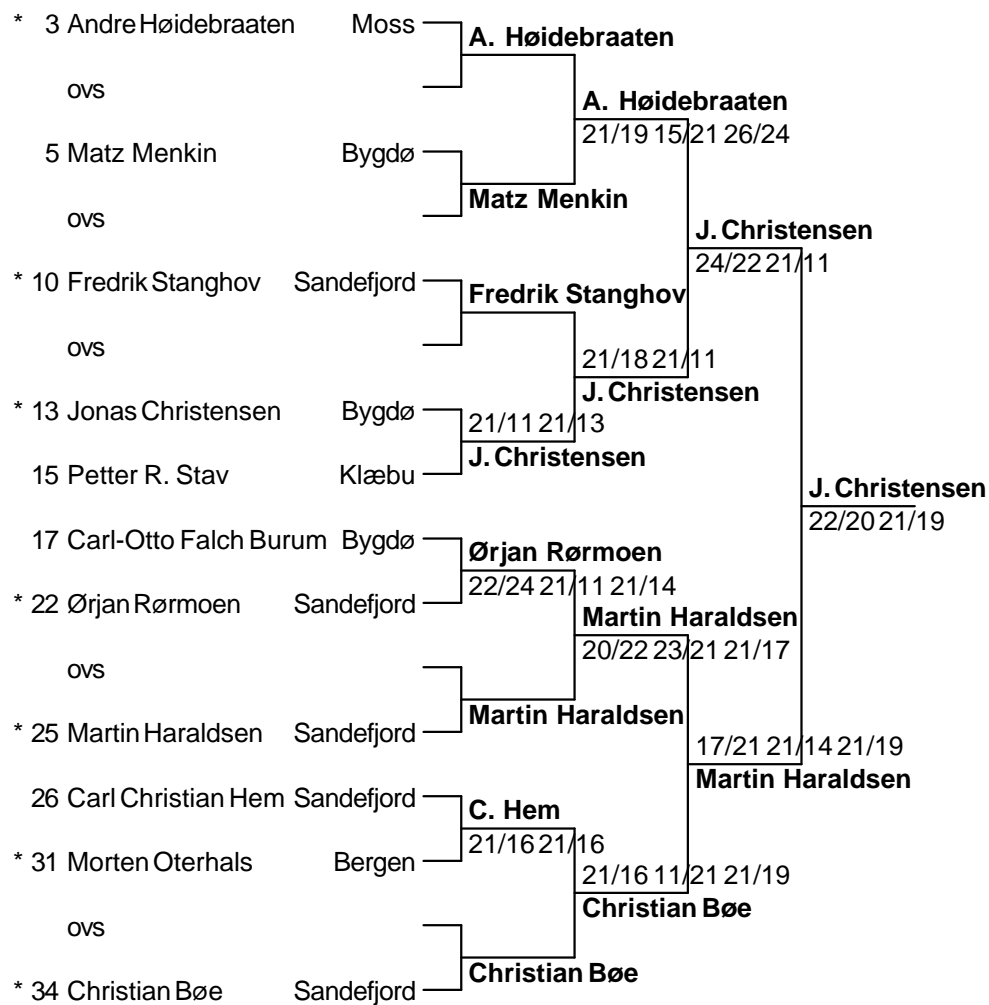 * 3 Andre Høidebraaten Moss
A. Høidebraaten
ovs
A. Høidebraaten
21/19 15/21 26/24
5 Matz Menkin Bygdø
Matz Menkin
ovs
J. Christensen
24/22 21/11
* 10 Fredrik Stanghov Sandefjord
Fredrik Stanghov
ovs
21/18 21/11
J. Christensen
* 13 Jonas Christensen Bygdø
21/11 21/13
J. Christensen
15 Petter R. Stav Klæbu
J. Christensen
22/20 21/19
17 Carl-Otto Falch Burum Bygdø
Ørjan Rørmoen
22/24 21/11 21/14
* 22 Ørjan Rørmoen Sandefjord
Martin Haraldsen
20/22 23/21 21/17
ovs
Martin Haraldsen
* 25 Martin Haraldsen Sandefjord
17/21 21/14 21/19
Martin Haraldsen
26 Carl Christian Hem Sandefjord
C. Hem
21/16 21/16
* 31 Morten Oterhals Bergen
21/16 11/21 21/19
Christian Bøe
ovs
Christian Bøe
* 34 Christian Bøe Sandefjord